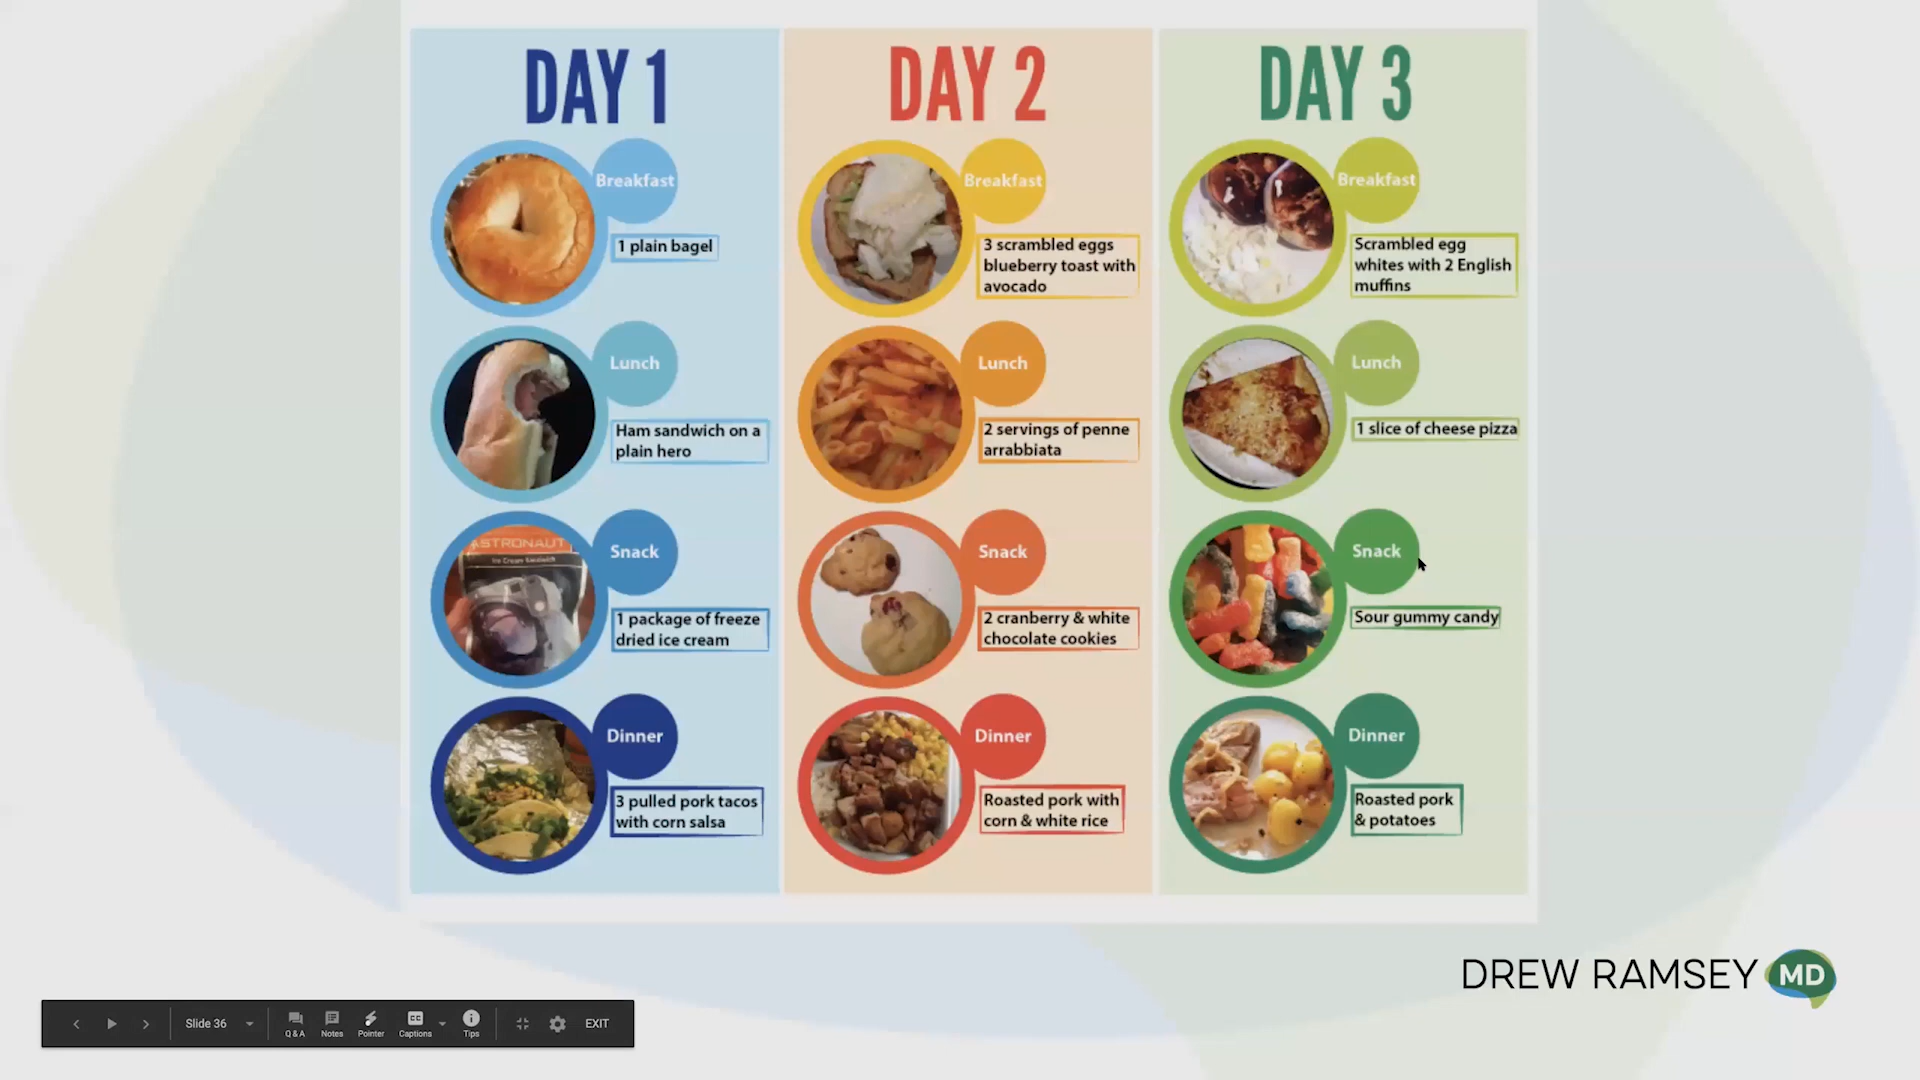 DAY 1
Breakfast
1 plain bagel
Lunch
Ham sandwich on a
plain hero
Snack
ASTRONAUT
Ice Cream Sandwich
1 package of freeze
dried ice cream
Dinner
3 pulled pork tacos
with corn salsa
DAY 2
Breakfast
3 scrambled eggs
blueberry toast with
avocado
Lunch
2 servings of penne
arrabbiata
Snack
2 cranberry & white
chocolate cookies
Dinner
Roasted pork with
corn & white rice
DAY 3
Breakfast
Scrambled egg
whites with 2 English
muffins
Lunch
1 slice of cheese pizza
Snack
Sour gummy candy
Dinner
Roasted pork
& potatoes
DREW RAMSEY MD
Slide 36
Q & A
Notes
Pointer
CC
Captions
Tips
EXIT